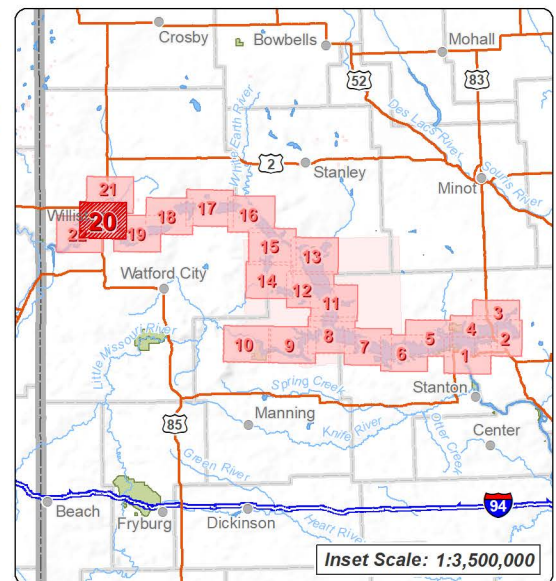 Crosby
Bowbells
Mohall
52
83
White Earth River
Des Lacs River
2
Stanley
Souris River
Minot
21
20
22
19
18
17
16
15
13
14
12
11
Watford City
3
4
2
5
1
8
7
6
10
9
Little Missouri River
Spring Creek
Stanton
Manning
Knife River
Otter Creek
Center
85
Green River
94
Beach
Fryburg
Dickinson
Heart River
Inset Scale: 1:3,500,000